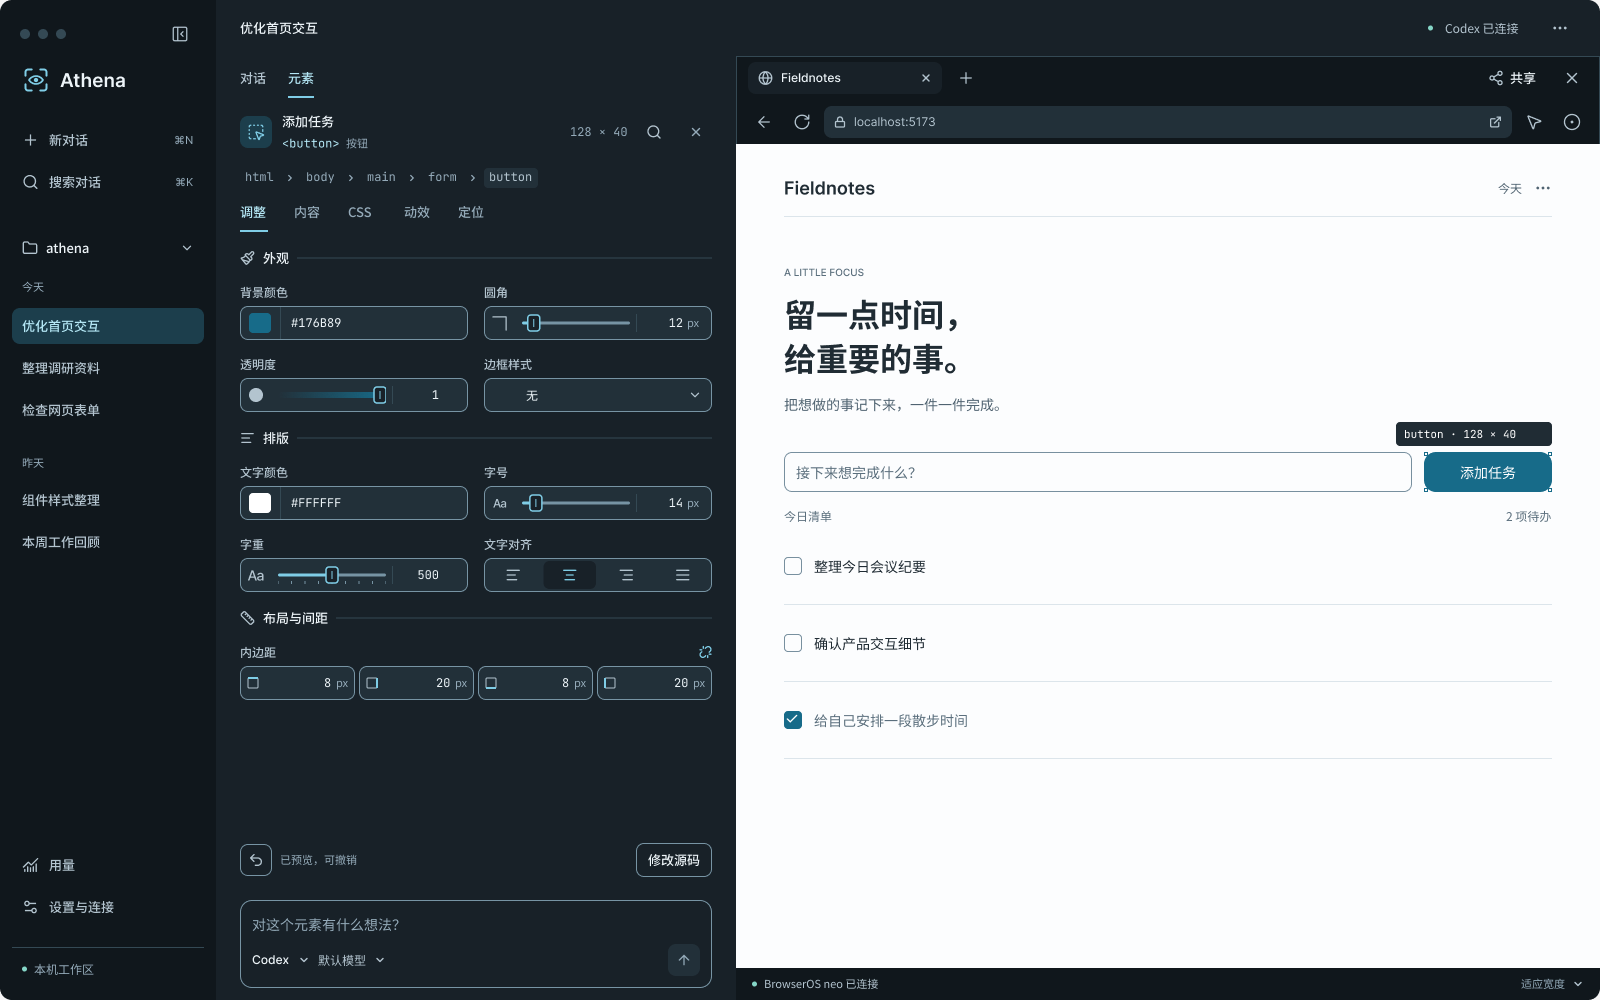 Athena
新对话 ⌘N
搜索对话 ⌘K
athena
今天
优化首页交互
整理调研资料
检查网页表单
昨天
组件样式整理
本周工作回顾
用量
设置与连接
本机工作区
优化首页交互
Codex 已连接
对话 元素
添加任务
<button> 按钮
128 × 40
html › body › main › form › button
调整 内容 CSS 动效 定位
外观
背景颜色 圆角
#176B89 12 px
透明度 边框样式
1 无
排版
文字颜色 字号
#FFFFFF Aa 14 px
字重 文字对齐
Aa 500
布局与间距
内边距
8 px 20 px 8 px 20 px
已预览，可撤销 修改源码
对这个元素有什么想法？
Codex 默认模型
Fieldnotes
共享
localhost:5173
Fieldnotes 今天
A LITTLE FOCUS
留一点时间，
给重要的事。
把想做的事记下来，一件一件完成。
button · 128 × 40
接下来想完成什么？ 添加任务
今日清单 2 项待办
整理今日会议纪要
确认产品交互细节
给自己安排一段散步时间
BrowserOS neo 已连接 适应宽度